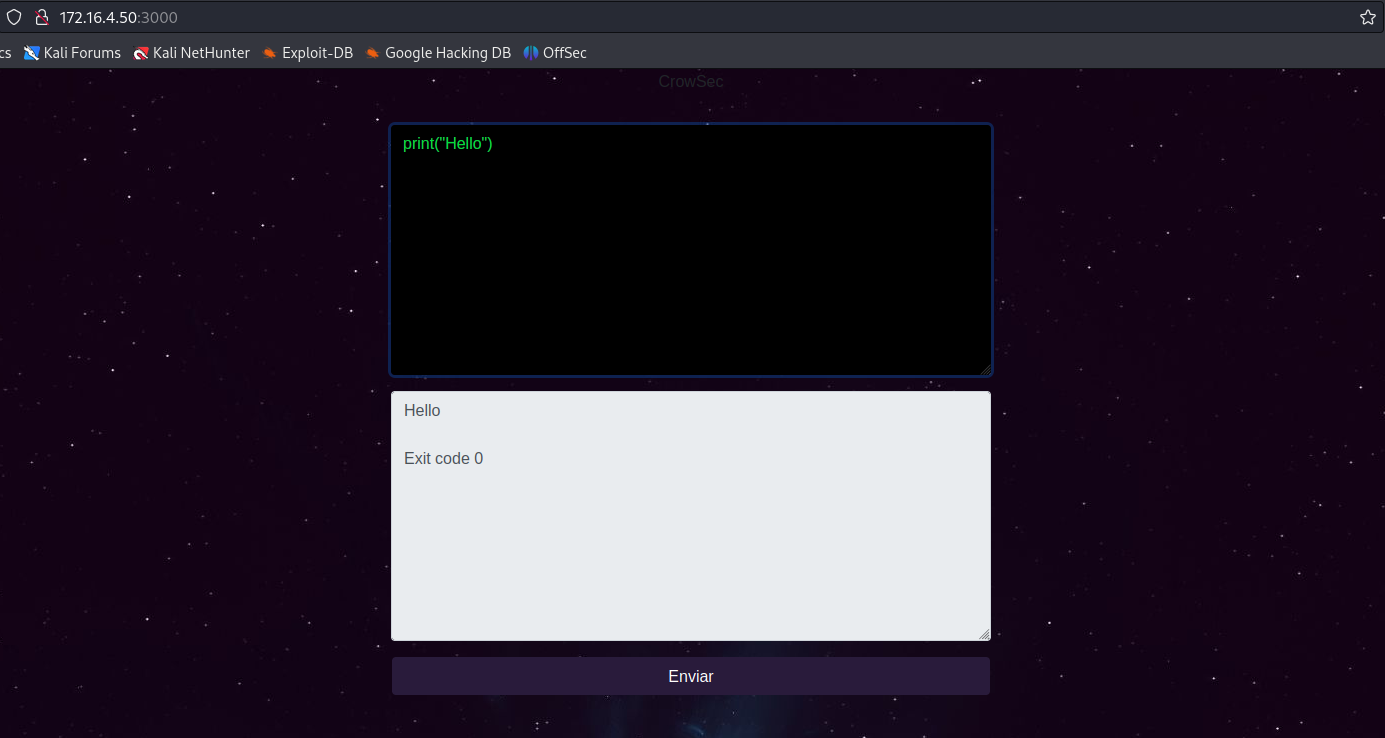 172.16.4.50:3000
cs Kali Forums Kali NetHunter Exploit-DB Google Hacking DB OffSec
CrowSec
print("Hello")
Hello
Exit code 0
Enviar